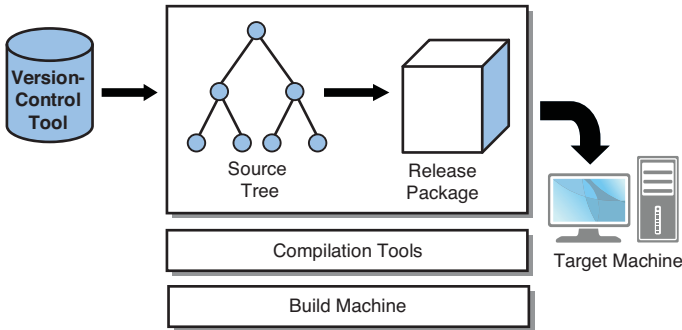 Version-
Control
Tool
Source
Tree
Release
Package
Target Machine
Compilation Tools
Build Machine